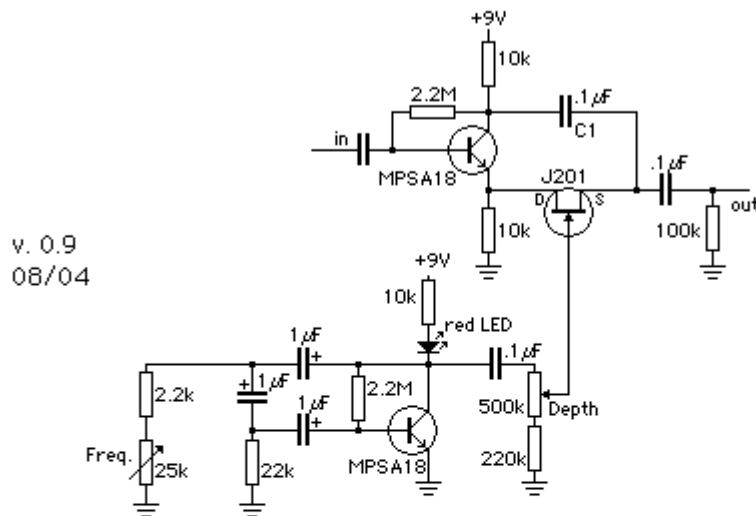 +9V
10k
2.2M
.1µF
C1
in
MPSA18
.1µF
J201
D
S
out
10k
100k
v. 0.9
08/04
+9V
10k
red LED
1µF
.1µF
+
+ 1µF
2.2k
1µF
2.2M
+
500k
Depth
Freq.
25k
22k
MPSA18
220k